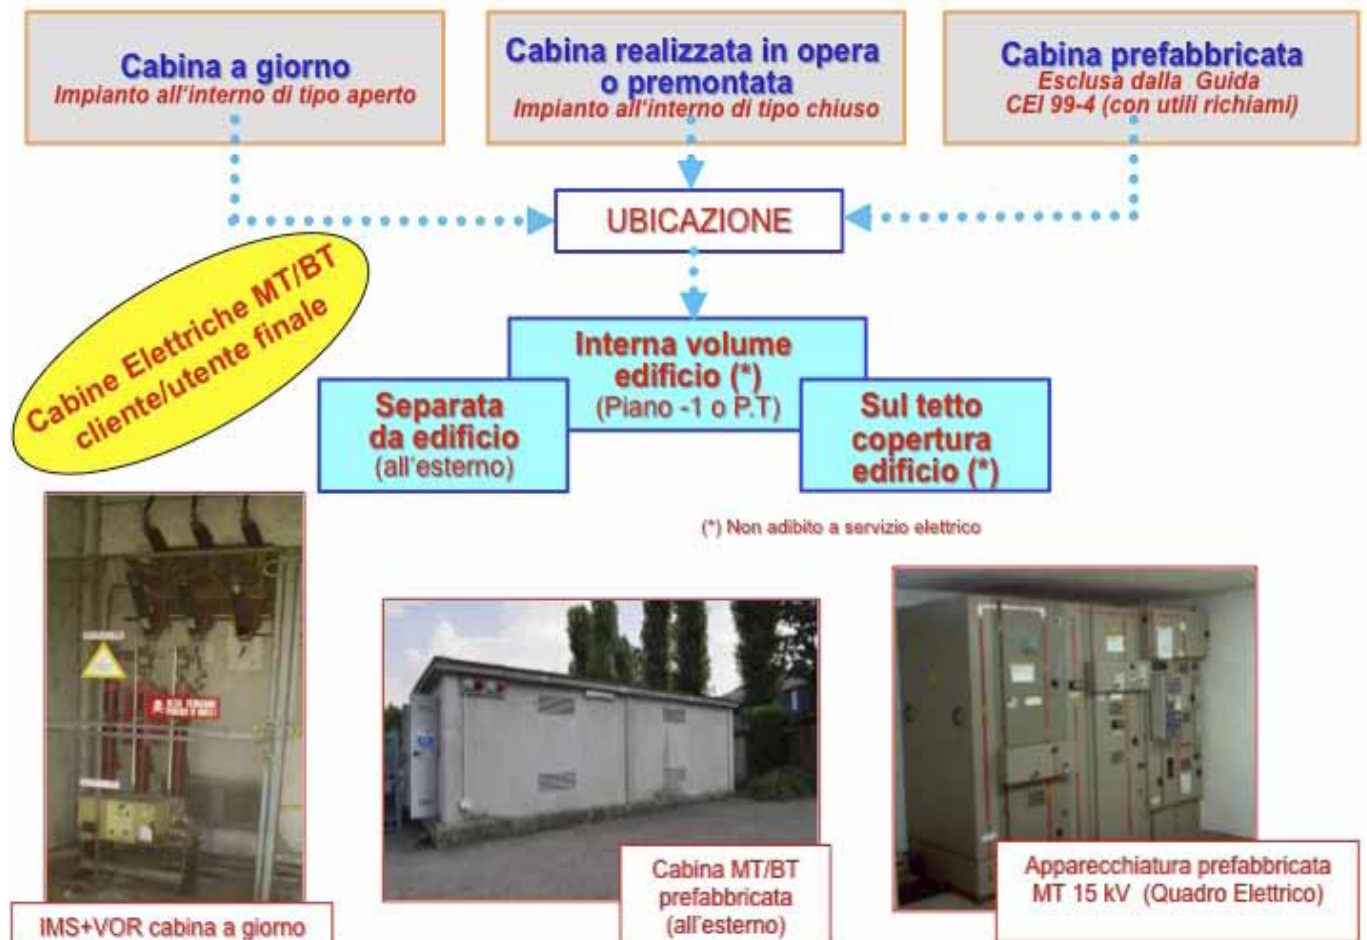 Cabina a giorno
Impianto all'interno di tipo aperto
Cabina realizzata in opera
o premontata
Impianto all'interno di tipo chiuso
Cabina prefabbricata
Esclusa dalla Guida
CEI 99-4 (con utili richiami)
UBICAZIONE
Cabine Elettriche MT/BT
cliente/utente finale
Interna volume
edificio (*)
(Piano -1 o P.T)
Separata
da edificio
(all'esterno)
Sul tetto
copertura
edificio (*)
(*) Non adibito a servizio elettrico
IMS+VOR cabina a giorno
Cabina MT/BT
prefabbricata
(all'esterno)
Apparecchiatura prefabbricata
MT 15 kV (Quadro Elettrico)